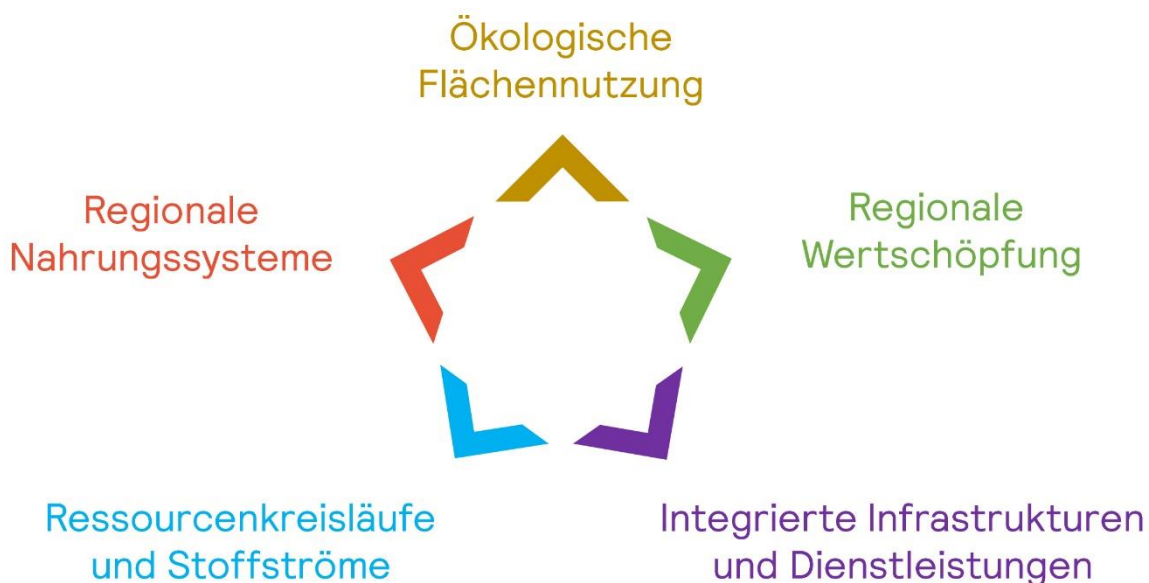 Ökologische
Flächennutzung
Regionale
Nahrungssysteme
Regionale
Wertschöpfung
Ressourcenkreisläufe
und Stoffströme
Integrierte Infrastrukturen
und Dienstleistungen